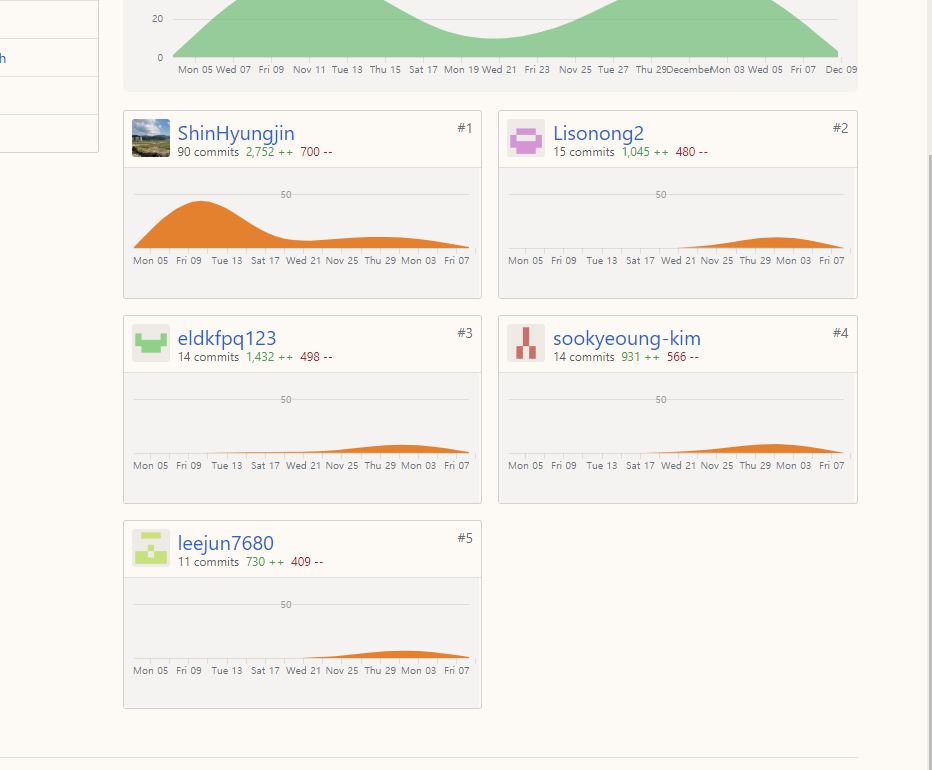 h
20
0
Mon 05 Wed 07 Fri 09 Nov 11 Tue 13 Thu 15 Sat 17 Mon 19 Wed 21 Fri 23 Nov 25 Tue 27 Thu 29 December Mon 03 Wed 05 Fri 07 Dec 09
ShinHyungjin #1
90 commits 2,752 ++ 700 --
50
Mon 05 Fri 09 Tue 13 Sat 17 Wed 21 Nov 25 Thu 29 Mon 03 Fri 07
Lisonong2 #2
15 commits 1,045 ++ 480 --
50
Mon 05 Fri 09 Tue 13 Sat 17 Wed 21 Nov 25 Thu 29 Mon 03 Fri 07
eldkfpq123 #3
14 commits 1,432 ++ 498 --
50
Mon 05 Fri 09 Tue 13 Sat 17 Wed 21 Nov 25 Thu 29 Mon 03 Fri 07
sookyeoung-kim #4
14 commits 931 ++ 566 --
50
Mon 05 Fri 09 Tue 13 Sat 17 Wed 21 Nov 25 Thu 29 Mon 03 Fri 07
leejun7680 #5
11 commits 730 ++ 409 --
50
Mon 05 Fri 09 Tue 13 Sat 17 Wed 21 Nov 25 Thu 29 Mon 03 Fri 07